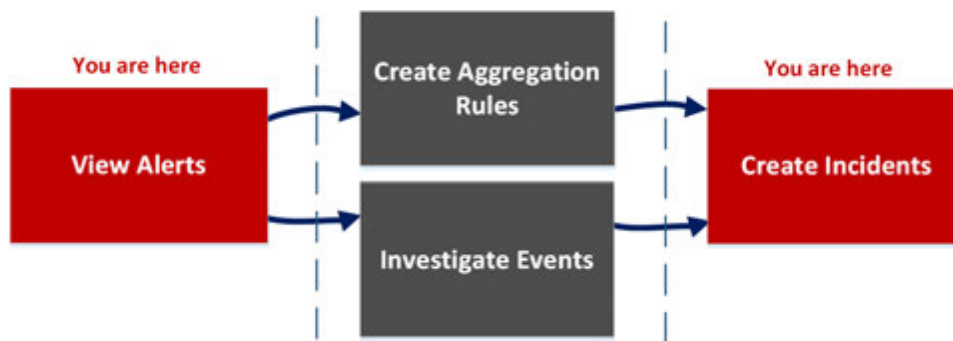 You are here
View Alerts
Create Aggregation
Rules
Investigate Events
You are here
Create Incidents